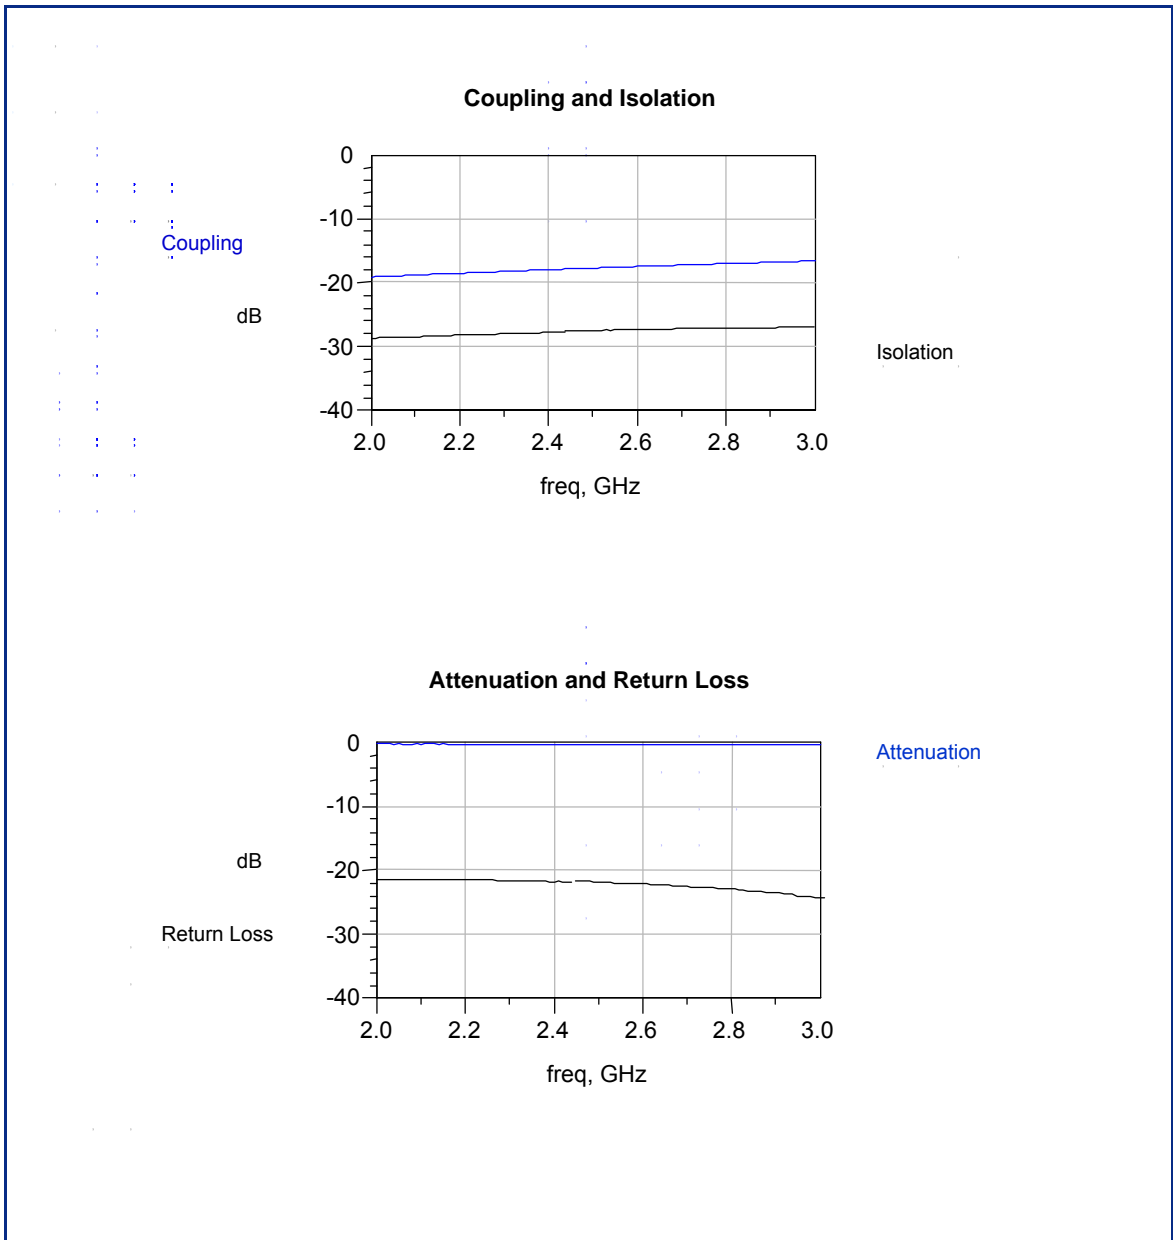 Coupling and Isolation
0
-10
Coupling
-20
dB
-30
Isolation
-40
2.0 2.2 2.4 2.6 2.8 3.0
freq, GHz
Attenuation and Return Loss
0
Attenuation
-10
dB
-20
Return Loss
-30
-40
2.0 2.2 2.4 2.6 2.8 3.0
freq, GHz